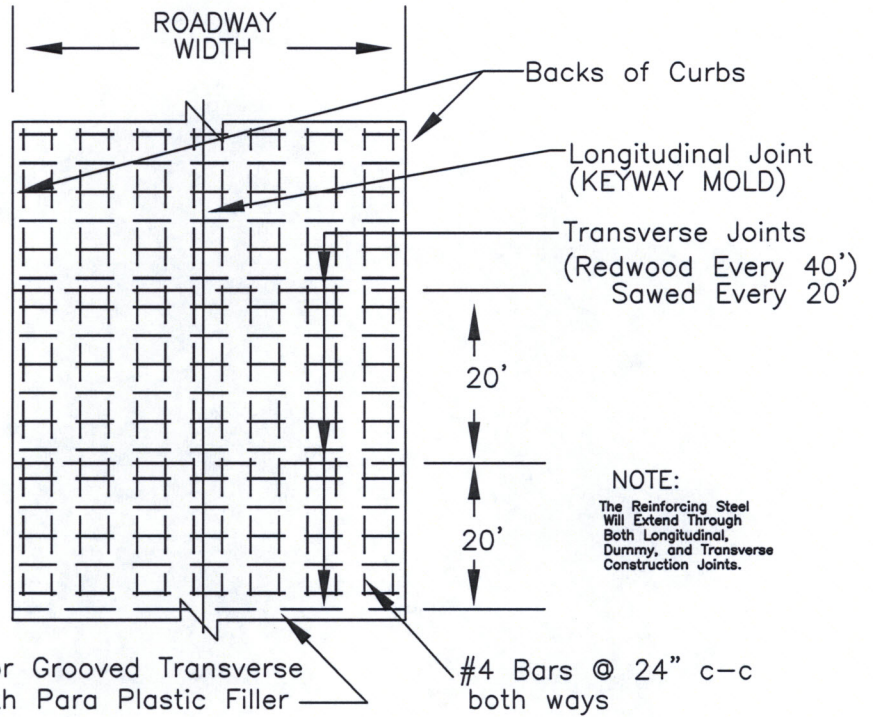 ROADWAY
WIDTH
Backs of Curbs
Longitudinal Joint
(KEYWAY MOLD)
Transverse Joints
(Redwood Every 40')
Sawed Every 20'
20'
NOTE:
The Reinforcing Steel
Will Extend Through
Both Longitudinal,
Dummy, and Transverse
Construction Joints.
20'
Grooved Transverse
Para Plastic Filler
#4 Bars @ 24" c-c
both ways